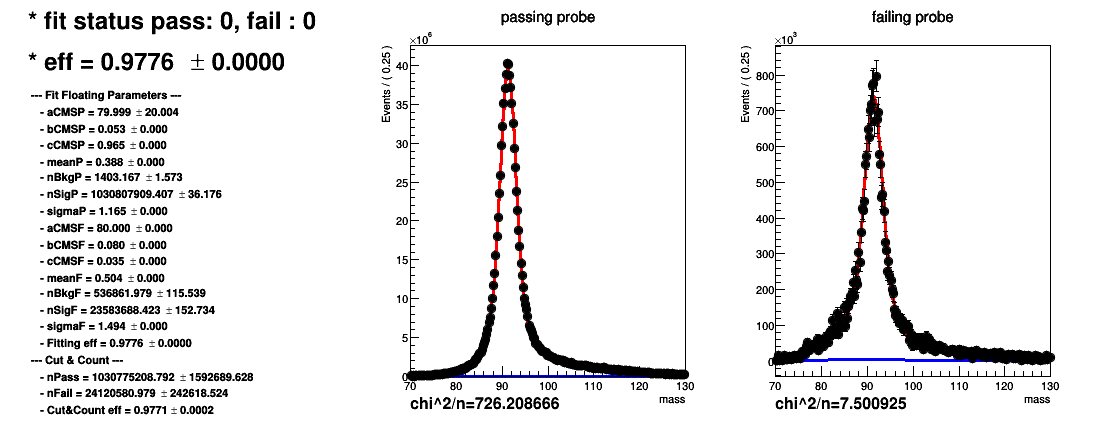 * fit status pass: 0, fail : 0
* eff = 0.9776 ± 0.0000
--- Fit Floating Parameters ---
- aCMSP = 79.999 ± 20.004
- bCMSP = 0.053 ± 0.000
- cCMSP = 0.965 ± 0.000
- meanP = 0.388 ± 0.000
- nBkgP = 1403.167 ± 1.573
- nSigP = 1030807909.407 ± 36.176
- sigmaP = 1.165 ± 0.000
- aCMSF = 80.000 ± 0.000
- bCMSF = 0.080 ± 0.000
- cCMSF = 0.035 ± 0.000
- meanF = 0.504 ± 0.000
- nBkgF = 536861.979 ± 115.539
- nSigF = 23583688.423 ± 152.734
- sigmaF = 1.494 ± 0.000
- Fitting eff = 0.9776 ± 0.0000
--- Cut & Count ---
- nPass = 1030775208.792 ± 1592689.628
- nFail = 24120580.979 ± 242618.524
- Cut&Count eff = 0.9771 ± 0.0002
passing probe
×10^6
Events / ( 0.25 )
40
35
30
25
20
15
10
5
0
70 80 90 100 110 120 130
mass
chi^2/n=726.208666
failing probe
×10^3
Events / ( 0.25 )
800
700
600
500
400
300
200
100
0
70 80 90 100 110 120 130
mass
chi^2/n=7.500925